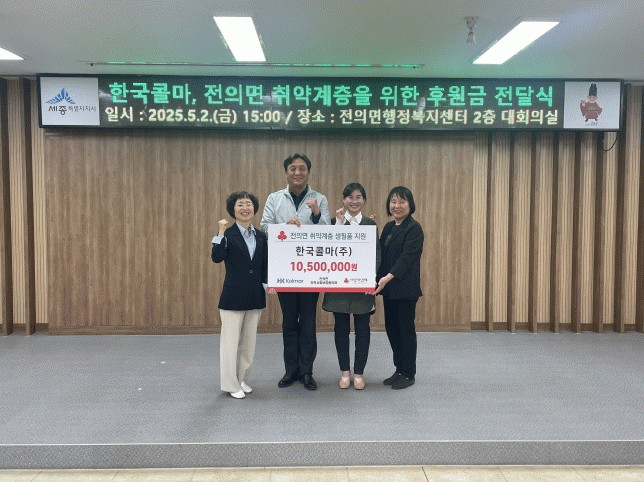 한국콜마, 전의면 취약계층을 위한 후원금 전달식
세종특별자치시
일시 : 2025.5.2.(금) 15:00 / 장소 : 전의면행정복지센터 2층 대회의실
전의면 취약계층 생필품 지원
한국콜마(주)
10,500,000원
Kolmar